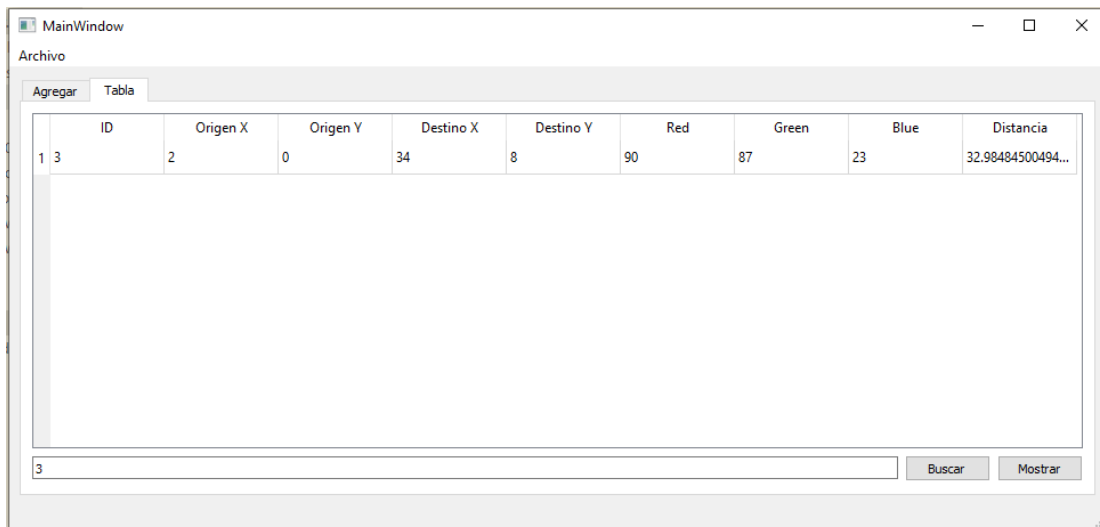 MainWindow
Archivo
Agregar Tabla
ID Origen X Origen Y Destino X Destino Y Red Green Blue Distancia
1 3 2 0 34 8 90 87 23 32.98484500494...
3 Buscar Mostrar